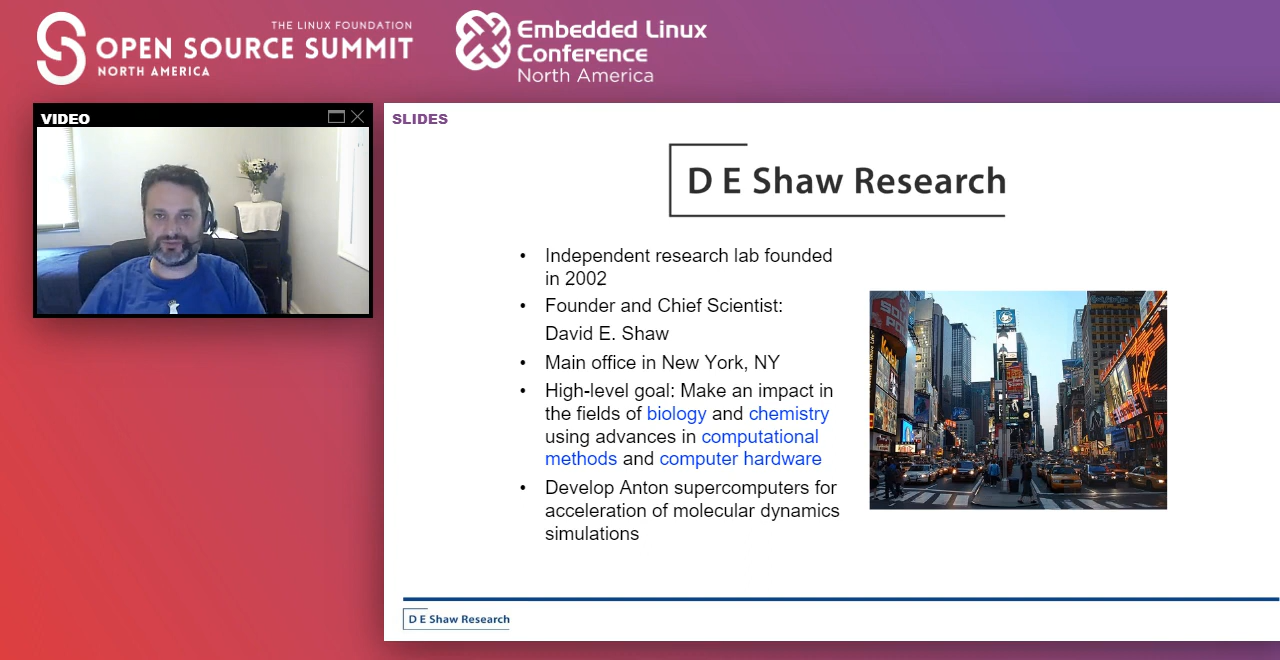 THE LINUX FOUNDATION
OPEN SOURCE SUMMIT
NORTH AMERICA
Embedded Linux
Conference
North America
VIDEO
SLIDES
D E Shaw Research
• Independent research lab founded
in 2002
• Founder and Chief Scientist:
David E. Shaw
• Main office in New York, NY
• High-level goal: Make an impact in
the fields of biology and chemistry
using advances in computational
methods and computer hardware
• Develop Anton supercomputers for
acceleration of molecular dynamics
simulations
Kodak
D E Shaw Research